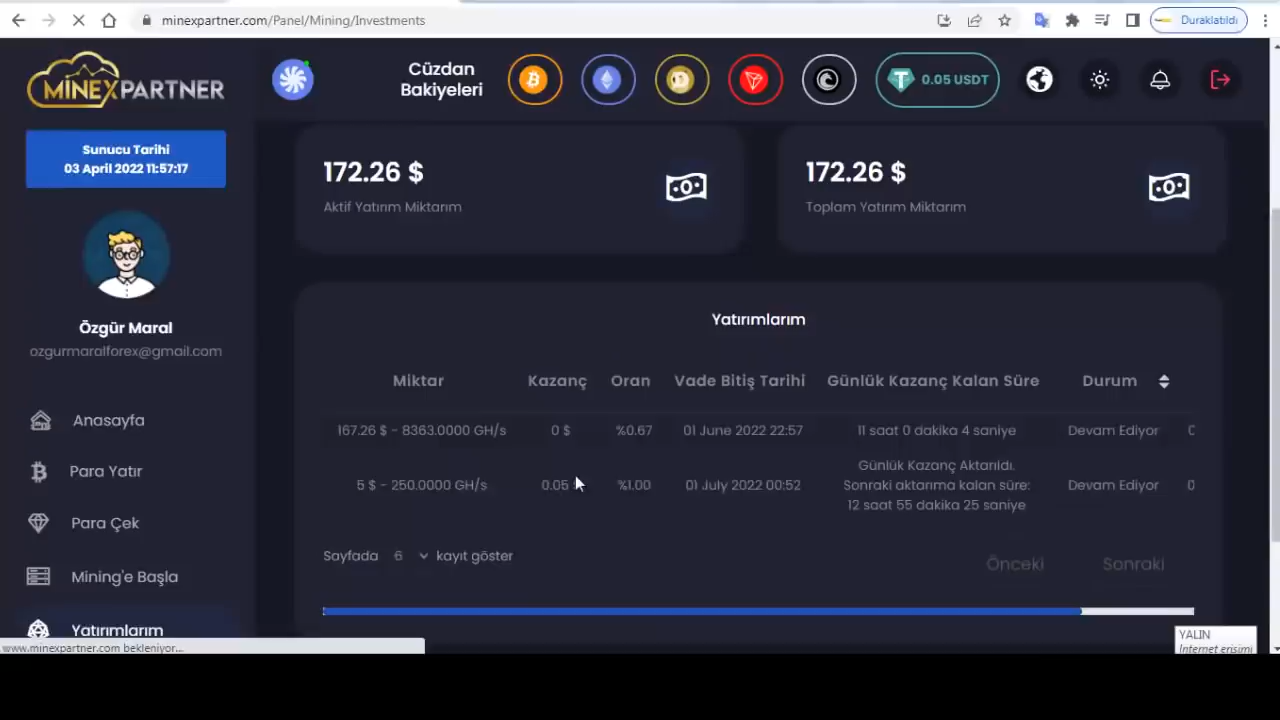 minexpartner.com/Panel/Mining/Investments
Duraklatıldı
MİNEXPARTNER
Cüzdan
Bakiyeleri
0.05 USDT
Sunucu Tarihi
03 April 2022 11:57:17
172.26 $
Aktif Yatırım Miktarım
172.26 $
Toplam Yatırım Miktarım
Özgür Maral
ozgurmaralforex@gmail.com
Anasayfa
Para Yatır
Para Çek
Mining'e Başla
Yatırımlarım
Yatırımlarım
Miktar Kazanç Oran Vade Bitiş Tarihi Günlük Kazanç Kalan Süre Durum
167.26 $ - 8363.0000 GH/s 0 $ %0.67 01 June 2022 22:57 11 saat 0 dakika 4 saniye Devam Ediyor
5 $ - 250.0000 GH/s 0.05 %1.00 01 July 2022 00:52 Günlük Kazanç Aktarıldı. Devam Ediyor
Sonraki aktarıma kalan süre:
12 saat 55 dakika 25 saniye
Sayfada 6 kayıt göster
Önceki Sonraki
www.minexpartner.com bekleniyor...
YALIN
İnternet erişimi